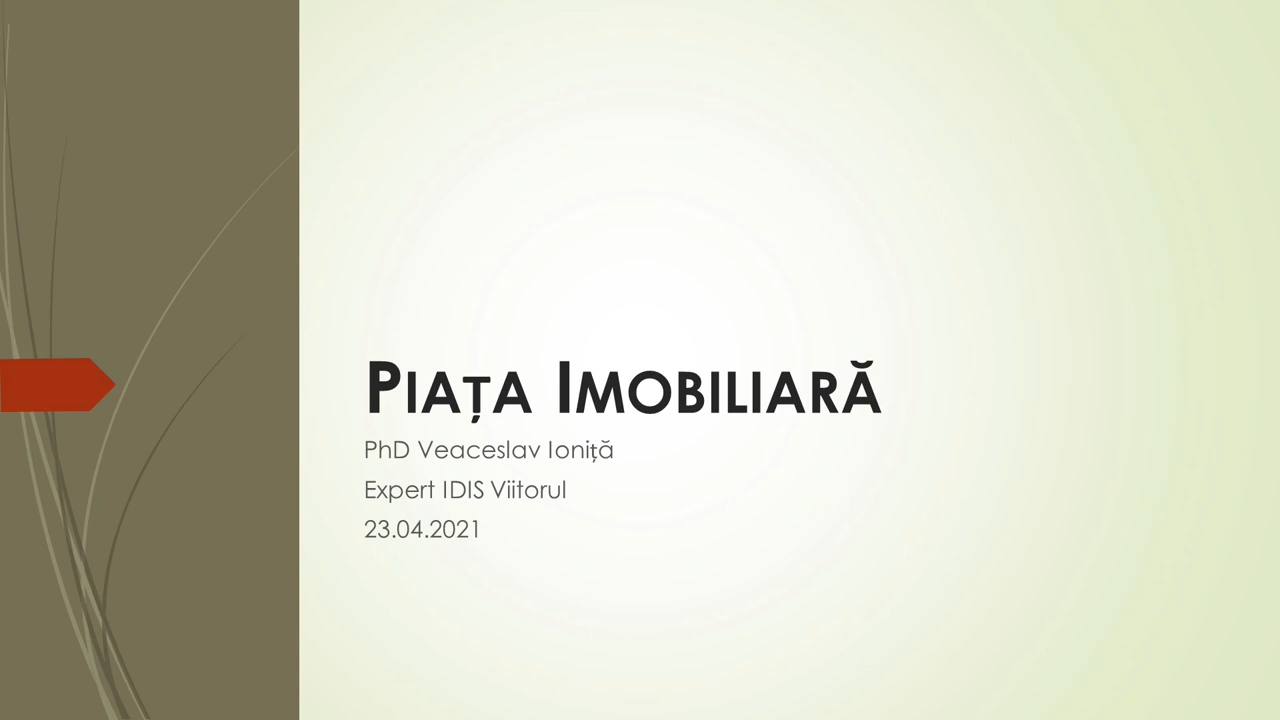 Piața Imobiliară
PhD Veaceslav Ioniță
Expert IDIS Viitorul
23.04.2021